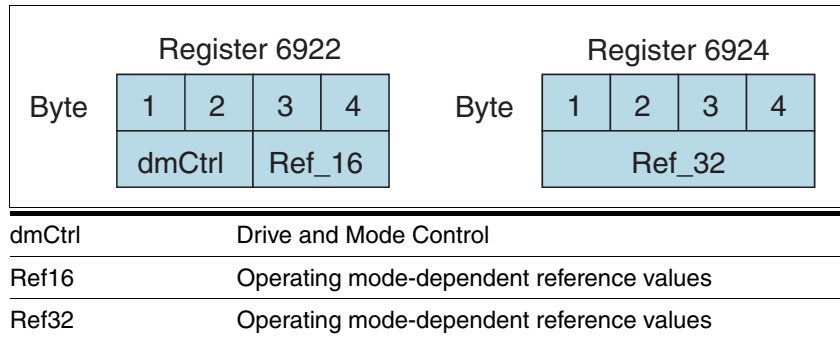 Register 6922 Register 6924
Byte 1 2 3 4 Byte 1 2 3 4
dmCtrl Ref_16 Ref_32
dmCtrl Drive and Mode Control
Ref16 Operating mode-dependent reference values
Ref32 Operating mode-dependent reference values